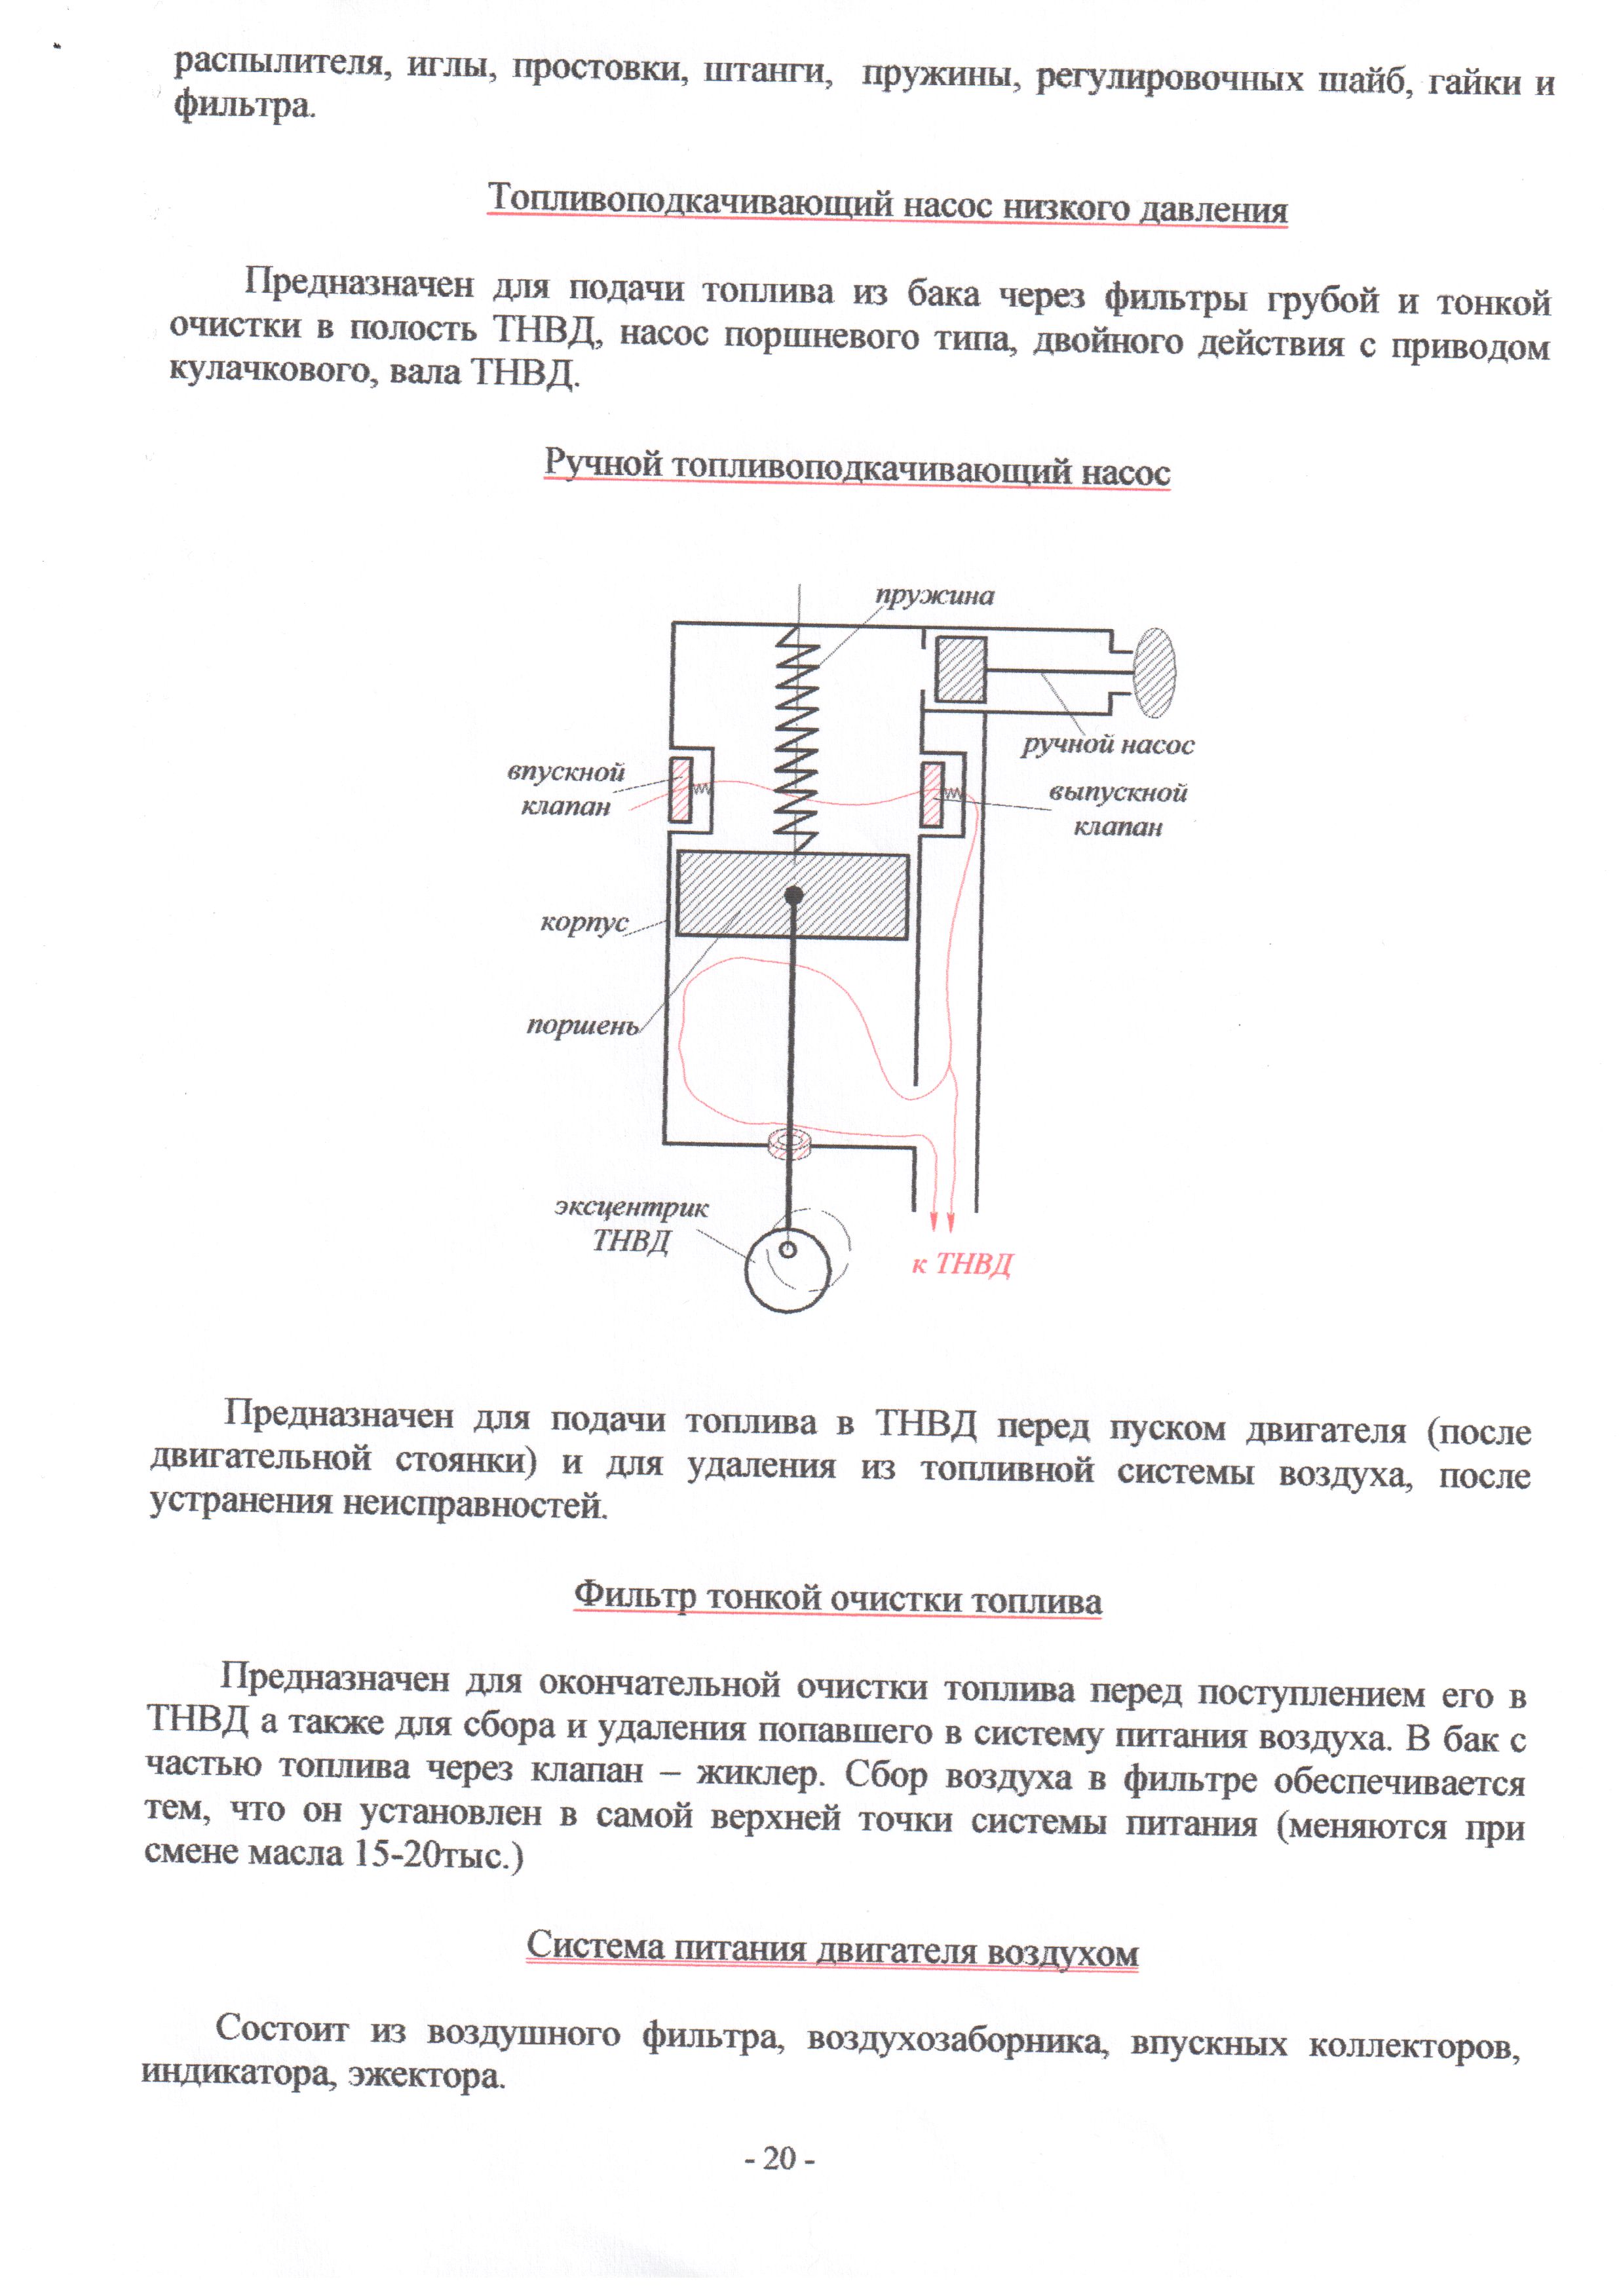 распылителя, иглы, простовки, штанги, пружины, регулировочных шайб, гайки и
фильтра.
Топливоподкачивающий насос низкого давления
Предназначен для подачи топлива из бака через фильтры грубой и тонкой
очистки в полость ТНВД, насос поршневого типа, двойного действия с приводом
кулачкового, вала ТНВД.
Ручной топливоподкачивающий насос
пружина
ручной насос
впускной
клапан
выпускной
клапан
корпус
поршень
эксцентрик
ТНВД
к ТНВД
Предназначен для подачи топлива в ТНВД перед пуском двигателя (после
двигательной стоянки) и для удаления из топливной системы воздуха, после
устранения неисправностей.
Фильтр тонкой очистки топлива
Предназначен для окончательной очистки топлива перед поступлением его в
ТНВД а также для сбора и удаления попавшего в систему питания воздуха. В бак с
частью топлива через клапан – жиклер. Сбор воздуха в фильтре обеспечивается
тем, что он установлен в самой верхней точки системы питания (меняются при
смене масла 15-20тыс.)
Система питания двигателя воздухом
Состоит из воздушного фильтра, воздухозаборника, впускных коллекторов,
индикатора, эжектора.
- 20 -